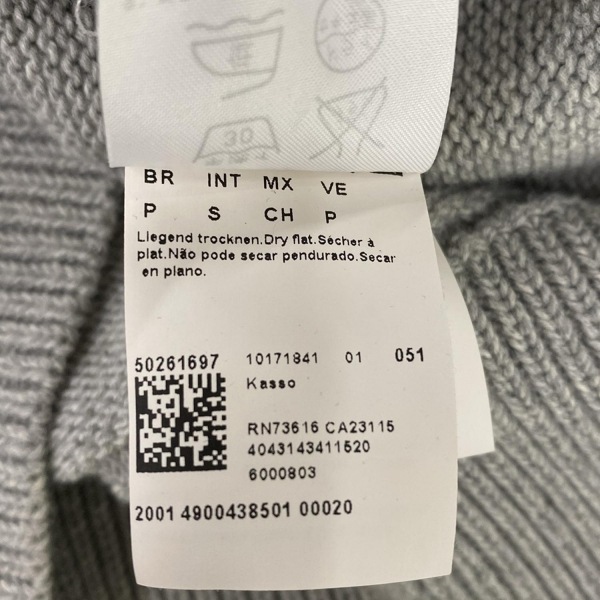 30
BR INT MX VE
P S CH P
Liegend trocknen.Dry flat.Sécher à
plat.Não pode secar pendurado.Secar
en plano.
50261697 10171841 01 051
Kasso
RN73616 CA23115
4043143411520
6000803
2001 4900438501 00020